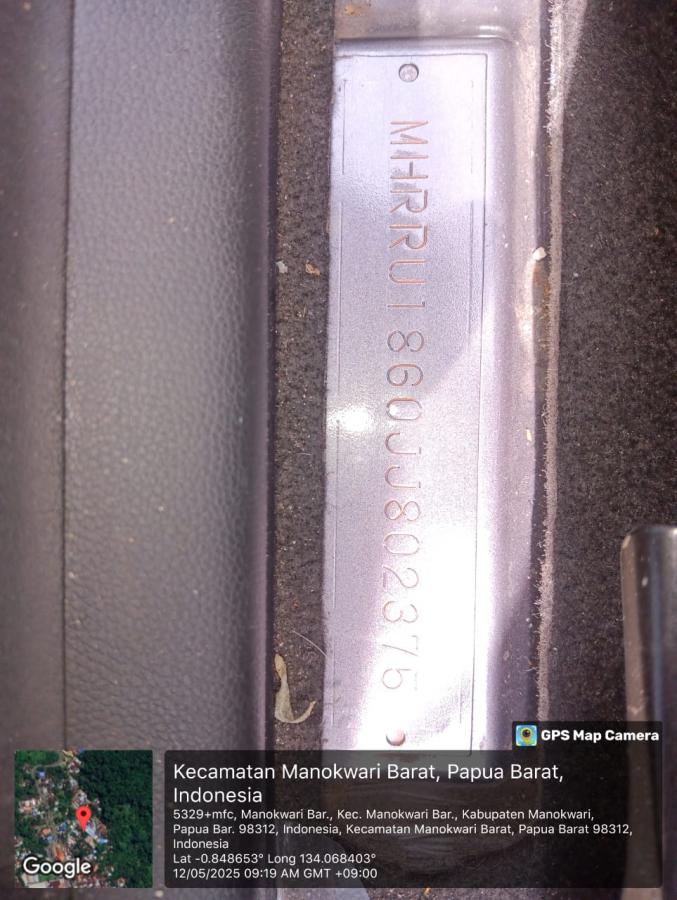 MHRRU1860JJ802376
GPS Map Camera
Kecamatan Manokwari Barat, Papua Barat,
Indonesia
5329+mfc, Manokwari Bar., Kec. Manokwari Bar., Kabupaten Manokwari,
Papua Bar. 98312, Indonesia, Kecamatan Manokwari Barat, Papua Barat 98312,
Indonesia
Lat -0.848653° Long 134.068403°
12/05/2025 09:19 AM GMT +09:00
Google